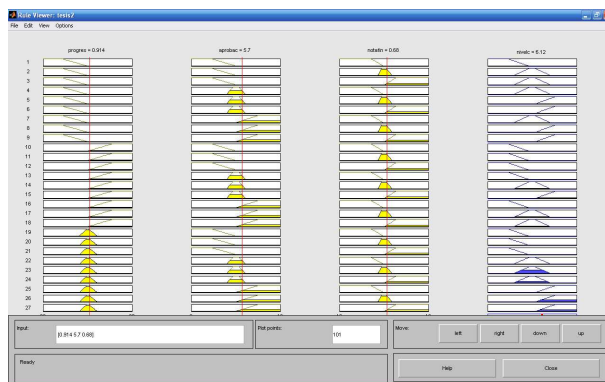 Rule Viewer: tesis2
File Edit View Options
progres = 0.914
aprobac = 5.7
notafin = 0.68
nivelc = 5.12
1
2
3
4
5
6
7
8
9
10
11
12
13
14
15
16
17
18
19
20
21
22
23
24
25
26
27
Input:
[0.914 5.7 0.68]
Plot points:
101
Move:
left
right
down
up
Ready
Help
Close